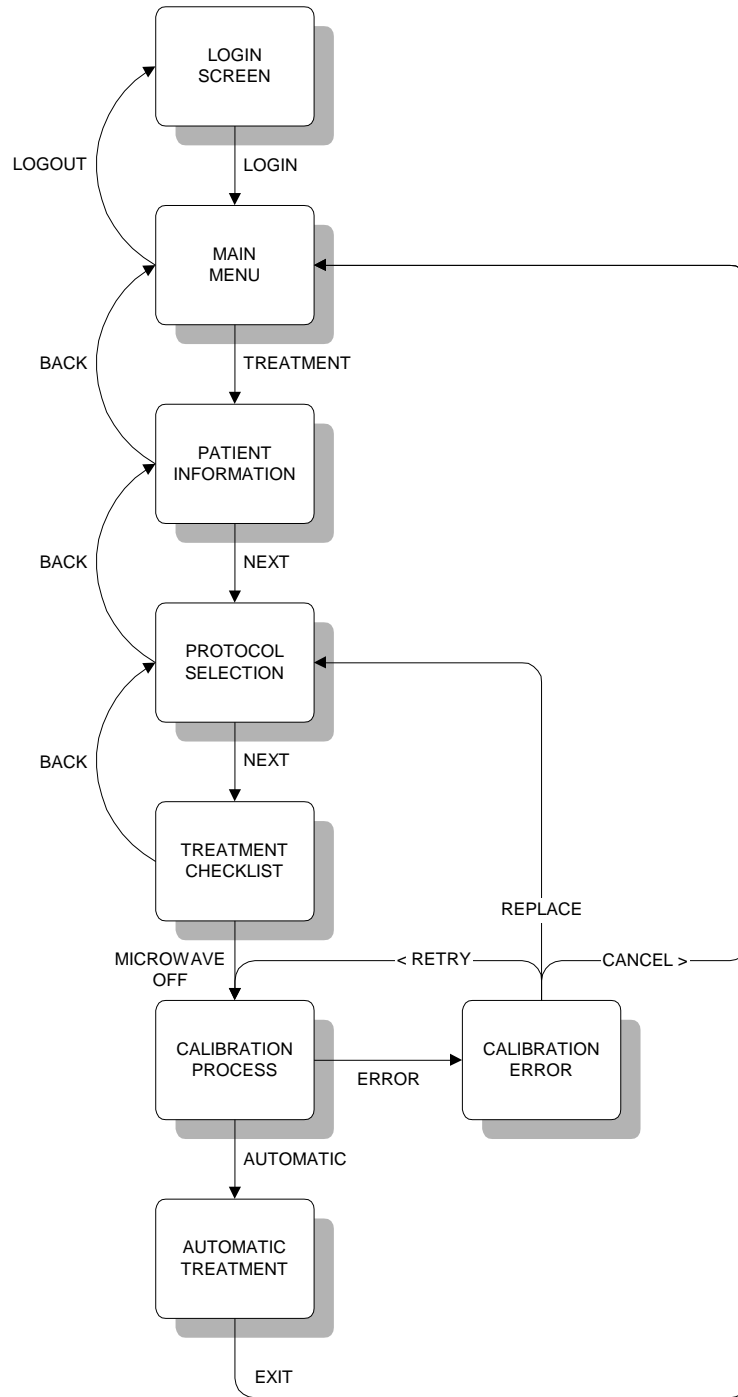 LOGIN
SCREEN
LOGOUT
LOGIN
MAIN
MENU
BACK
TREATMENT
PATIENT
INFORMATION
BACK
NEXT
PROTOCOL
SELECTION
BACK
NEXT
TREATMENT
CHECKLIST
REPLACE
MICROWAVE
OFF
< RETRY
CANCEL >
CALIBRATION
PROCESS
ERROR
CALIBRATION
ERROR
AUTOMATIC
AUTOMATIC
TREATMENT
EXIT